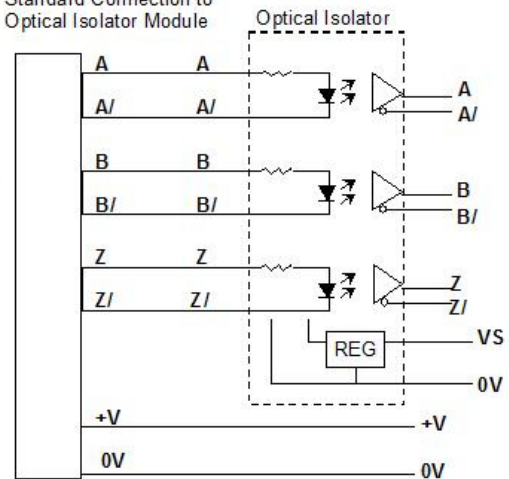 Standard Connection to
Optical Isolator Module
Optical Isolator
A A A
A/ A/ A/
B B B
B/ B/ B/
Z Z Z
Z/ Z/ Z/
REG VS
0V
+V +V
0V 0V